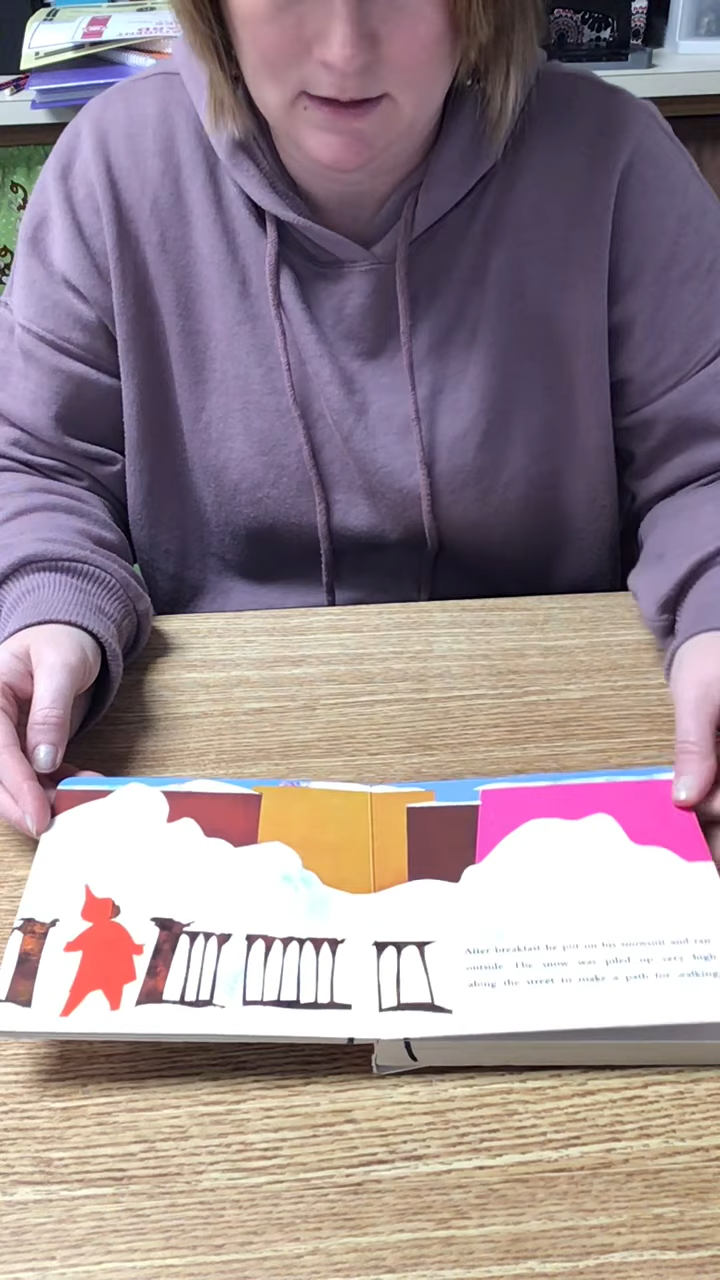 After breakfast he put on his snowsuit and ran
outside. The snow was piled up very high
along the street to make a path for walking.